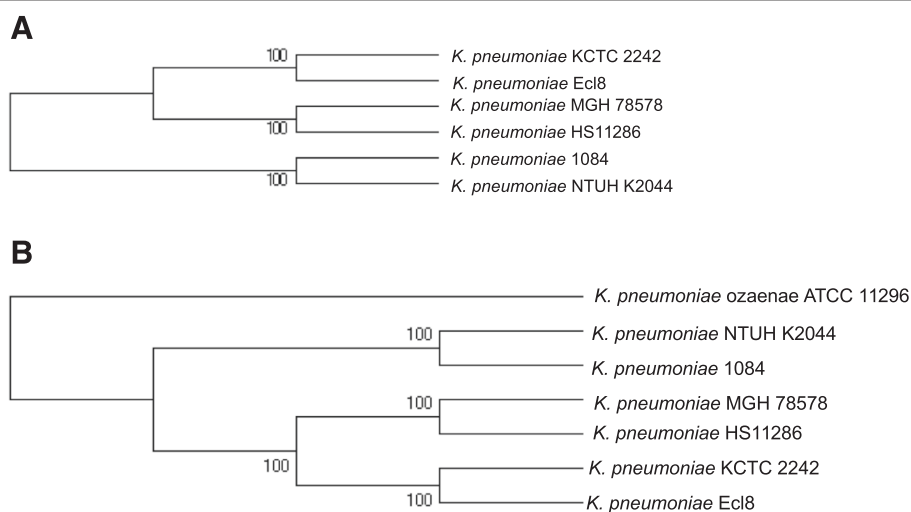 A
100
K. pneumoniae KCTC 2242
K. pneumoniae Ecl8
K. pneumoniae MGH 78578
100
K. pneumoniae HS11286
K. pneumoniae 1084
100
K. pneumoniae NTUH K2044
B
K. pneumoniae ozaenae ATCC 11296
100
K. pneumoniae NTUH K2044
K. pneumoniae 1084
100
K. pneumoniae MGH 78578
K. pneumoniae HS11286
100
K. pneumoniae KCTC 2242
100
K. pneumoniae Ecl8